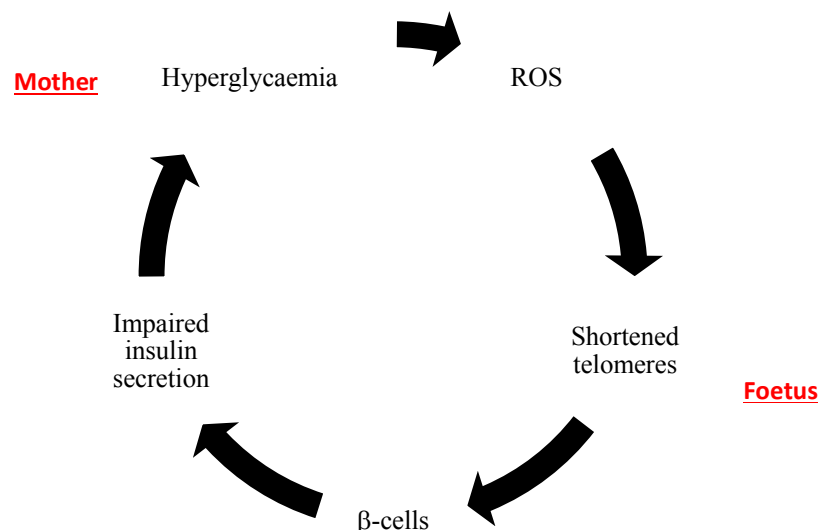 Mother
Hyperglycaemia
ROS
Shortened
telomeres
Foetus
β-cells
Impaired
insulin
secretion